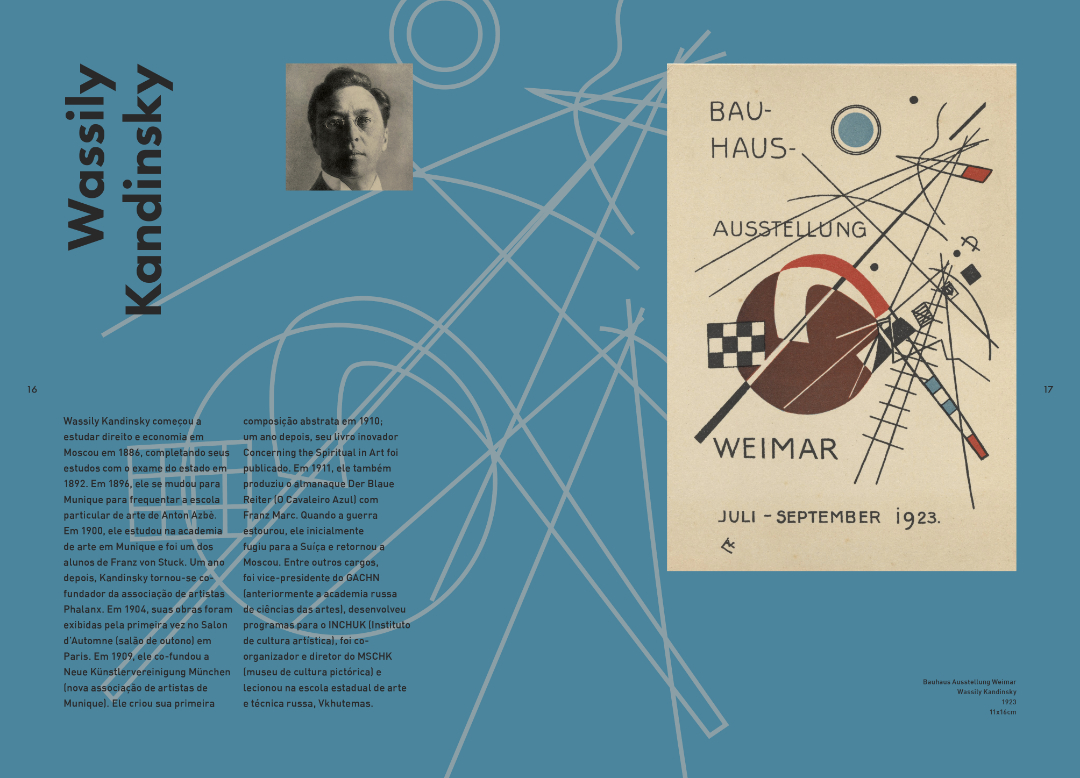 Wassily
Kandinsky
16
Wassily Kandinsky começou a
estudar direito e economia em
Moscou em 1886, completando seus
estudos com o exame do estado em
1892. Em 1896, ele se mudou para
Munique para frequentar a escola
particular de arte de Anton Azbè.
Em 1900, ele estudou na academia
de arte em Munique e foi um dos
alunos de Franz von Stuck. Um ano
depois, Kandinsky tornou-se co-
fundador da associação de artistas
Phalanx. Em 1904, suas obras foram
exibidas pela primeira vez no Salon
d'Automne (salão de outono) em
Paris. Em 1909, ele co-fundou a
Neue Künstlervereinigung München
(nova associação de artistas de
Munique). Ele criou sua primeira
composição abstrata em 1910;
um ano depois, seu livro inovador
Concerning the Spiritual in Art foi
publicado. Em 1911, ele também
produziu o almanaque Der Blaue
Reiter (O Cavaleiro Azul) com
Franz Marc. Quando a guerra
estourou, ele inicialmente
fugiu para a Suíça e retornou a
Moscou. Entre outros cargos,
foi vice-presidente do GACHN
(anteriormente a academia russa
de ciências das artes), desenvolveu
programas para o INCHUK (Instituto
de cultura artística), foi co-
organizador e diretor do MSCHK
(museu de cultura pictórica) e
lecionou na escola estadual de arte
e técnica russa, Vkhutemas.
BAU-
HAUS-
AUSSTELLUNG
WEIMAR
JULI - SEPTEMBER 1923.
K
17
Bauhaus Ausstellung Weimar
Wassily Kandinsky
1923
11x16cm